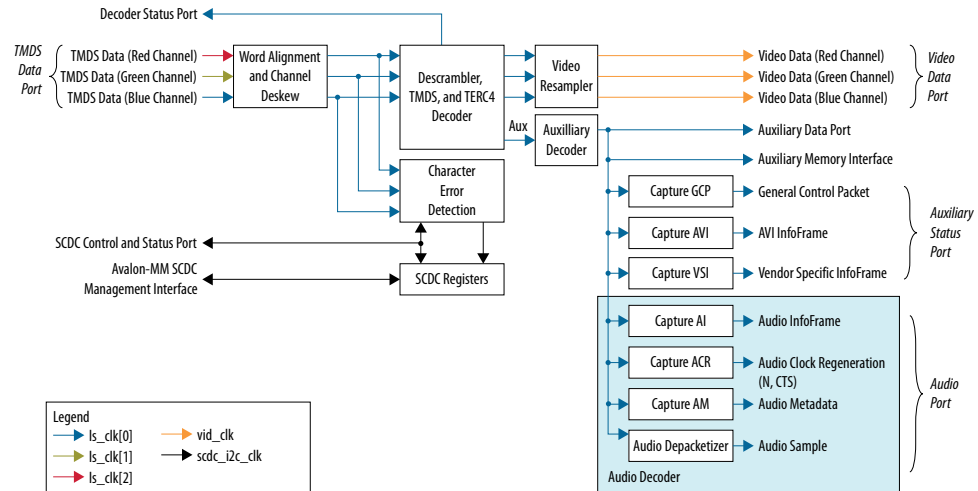 Decoder Status Port
TMDS
Data
Port
TMDS Data (Red Channel)
TMDS Data (Green Channel)
TMDS Data (Blue Channel)
Word Alignment
and Channel
Deskew
Descrambler,
TMDS, and TERC4
Decoder
Video
Resampler
Video Data (Red Channel)
Video Data (Green Channel)
Video Data (Blue Channel)
Video
Data
Port
Aux
Auxilliary
Decoder
Auxiliary Data Port
Auxiliary Memory Interface
Character
Error
Detection
Capture GCP
General Control Packet
Capture AVI
AVI InfoFrame
Capture VSI
Vendor Specific InfoFrame
Auxiliary
Status
Port
SCDC Control and Status Port
Avalon-MM SCDC
Management Interface
SCDC Registers
Capture AI
Audio InfoFrame
Capture ACR
Audio Clock Regeneration
(N, CTS)
Capture AM
Audio Metadata
Audio Depacketizer
Audio Sample
Audio Decoder
Audio
Port
Legend
ls_clk[0]
ls_clk[1]
ls_clk[2]
vid_clk
scdc_i2c_clk